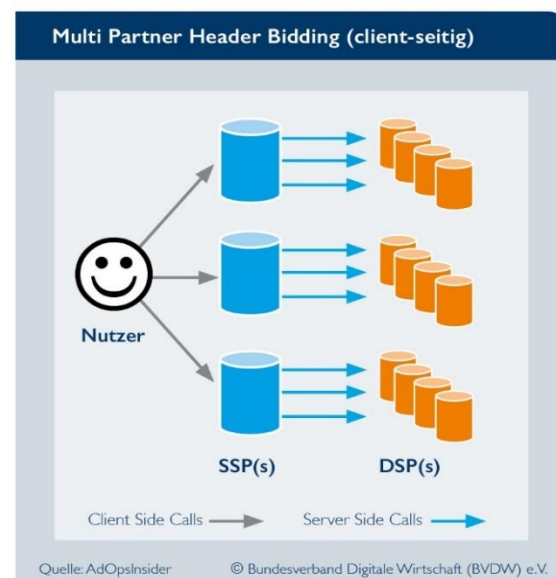 Multi Partner Header Bidding (client-seitig)
Nutzer
SSP(s) DSP(s)
Client Side Calls Server Side Calls
Quelle: AdOpsInsider © Bundesverband Digitale Wirtschaft (BVDW) e.V.